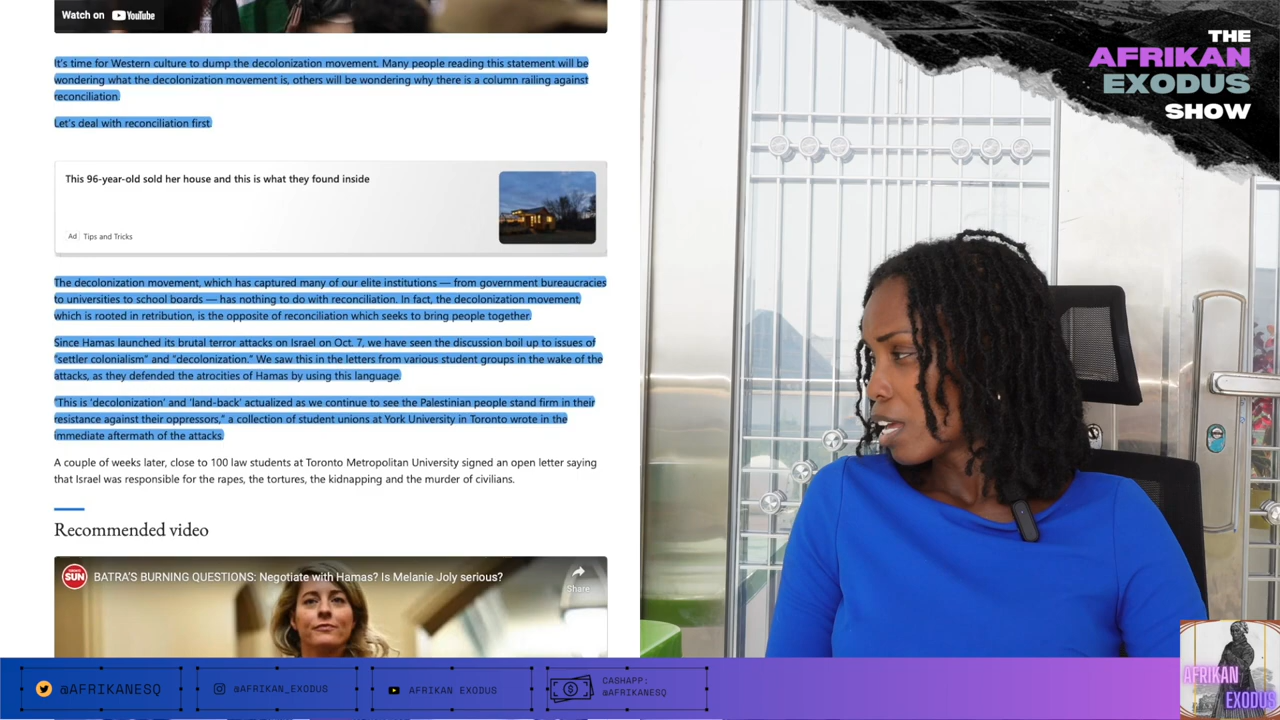 Watch on YouTube
It's time for Western culture to dump the decolonization movement. Many people reading this statement will be
wondering what the decolonization movement is, others will be wondering why there is a column railing against
reconciliation.
Let's deal with reconciliation first.
This 96-year-old sold her house and this is what they found inside
Ad Tips and Tricks
The decolonization movement, which has captured many of our elite institutions — from government bureaucracies
to universities to school boards — has nothing to do with reconciliation. In fact, the decolonization movement,
which is rooted in retribution, is the opposite of reconciliation which seeks to bring people together.
Since Hamas launched its brutal terror attacks on Israel on Oct. 7, we have seen the discussion boil up to issues of
"settler colonialism" and "decolonization." We saw this in the letters from various student groups in the wake of the
attacks, as they defended the atrocities of Hamas by using this language.
"This is 'decolonization' and 'land-back' actualized as we continue to see the Palestinian people stand firm in their
resistance against their oppressors," a collection of student unions at York University in Toronto wrote in the
immediate aftermath of the attacks.
A couple of weeks later, close to 100 law students at Toronto Metropolitan University signed an open letter saying
that Israel was responsible for the rapes, the tortures, the kidnapping and the murder of civilians.
Recommended video
TORONTO
SUN
BATRA'S BURNING QUESTIONS: Negotiate with Hamas? Is Melanie Joly serious?
Share
THE
AFRIKAN
EXODUS
SHOW
@AFRIKANESQ
@AFRIKAN_EXODUS
AFRIKAN EXODUS
CASHAPP:
@AFRIKANESQ
AFRIKAN
EXODUS